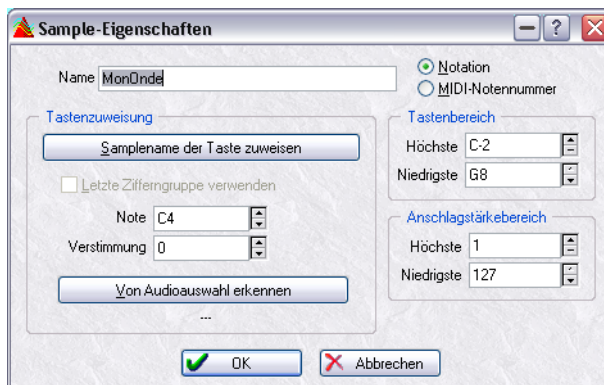 Sample-Eigenschaften
Name MonOnde
Notation
MIDI-Notennummer
Tastenzuweisung
Samplename der Taste zuweisen
Letzte Zifferngruppe verwenden
Note C4
Verstimmung 0
Von Audioauswahl erkennen
...
Tastenbereich
Höchste C-2
Niedrigste G8
Anschlagstärkebereich
Höchste 1
Niedrigste 127
OK
Abbrechen